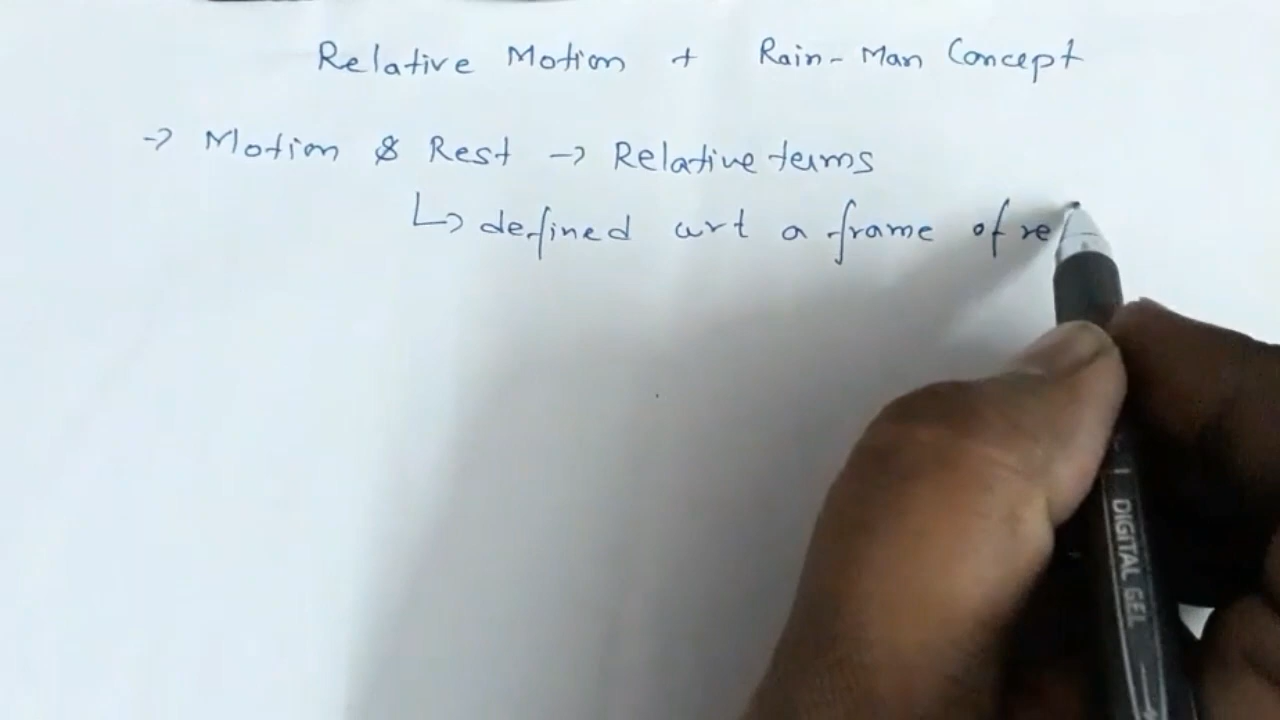 Relative Motion + Rain-Man Concept
→ Motion & Rest → Relative terms
↳ defined wrt a frame of re
DIGITAL GEL